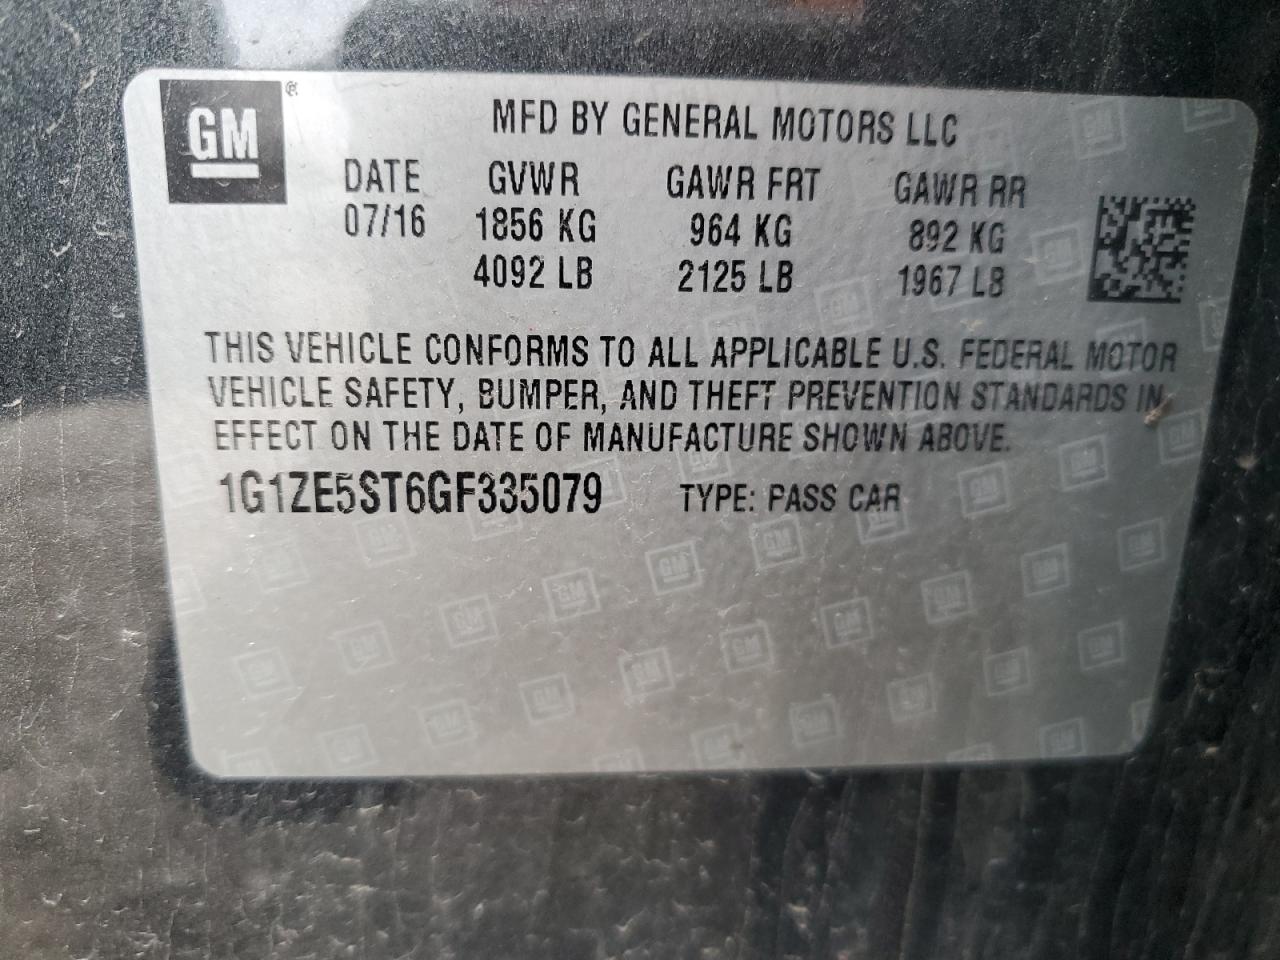 GM
MFD BY GENERAL MOTORS LLC
DATE GVWR GAWR FRT GAWR RR
07/16 1856 KG 964 KG 892 KG
4092 LB 2125 LB 1967 LB
THIS VEHICLE CONFORMS TO ALL APPLICABLE U.S. FEDERAL MOTOR
VEHICLE SAFETY, BUMPER, AND THEFT PREVENTION STANDARDS IN
EFFECT ON THE DATE OF MANUFACTURE SHOWN ABOVE.
1G1ZE5ST6GF335079 TYPE: PASS CAR